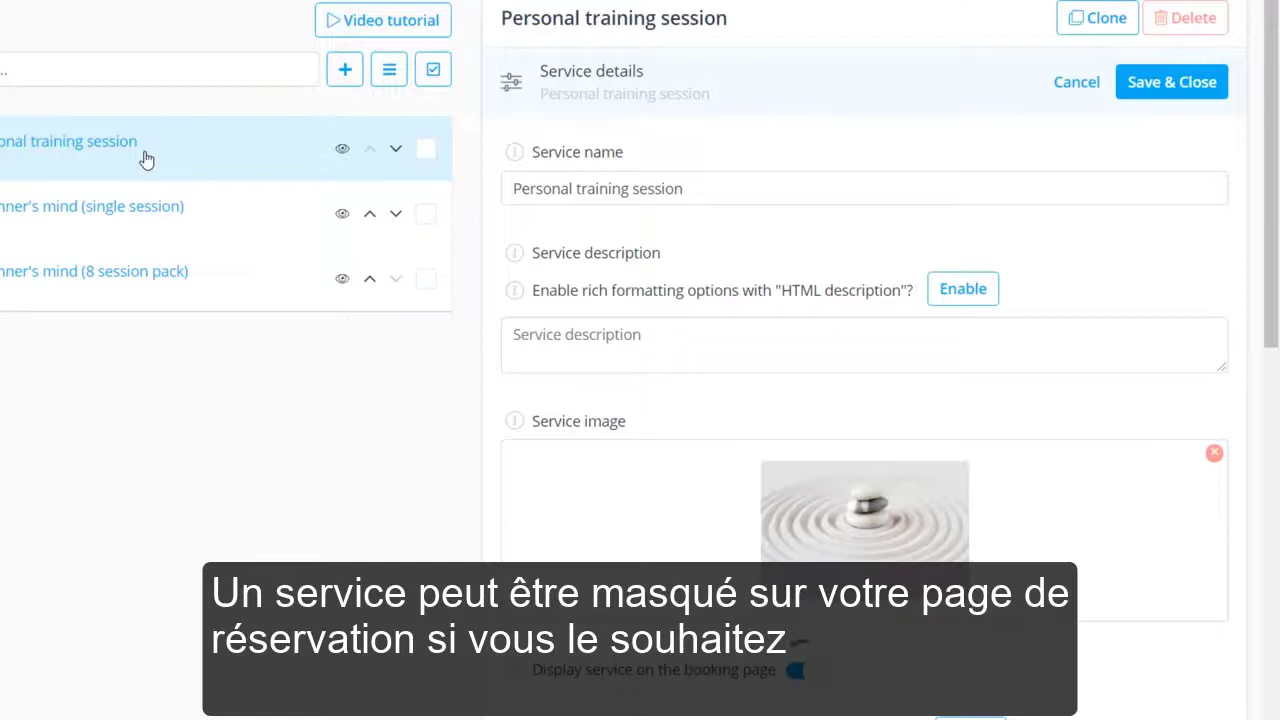 Video tutorial
...
onal training session
nner's mind (single session)
nner's mind (8 session pack)
Personal training session
Clone
Delete
Service details
Personal training session
Cancel
Save & Close
Service name
Personal training session
Service description
Enable rich formatting options with "HTML description"?
Enable
Service description
Service image
Un service peut être masqué sur votre page de
réservation si vous le souhaitez
Display service on the booking page